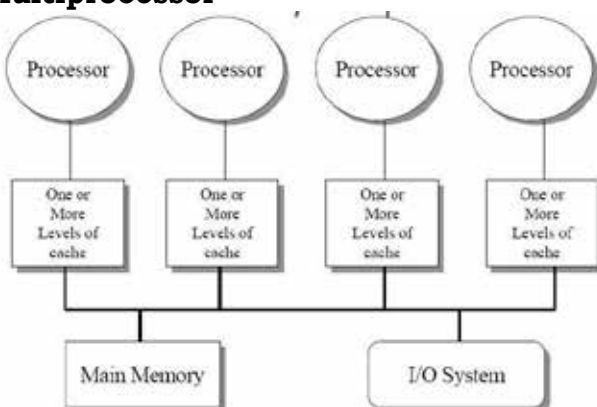 Processor
Processor
Processor
Processor
One or
More
Levels of
cache
One or
More
Levels of
cache
One or
More
Levels of
cache
One or
More
Levels of
cache
Main Memory
I/O System